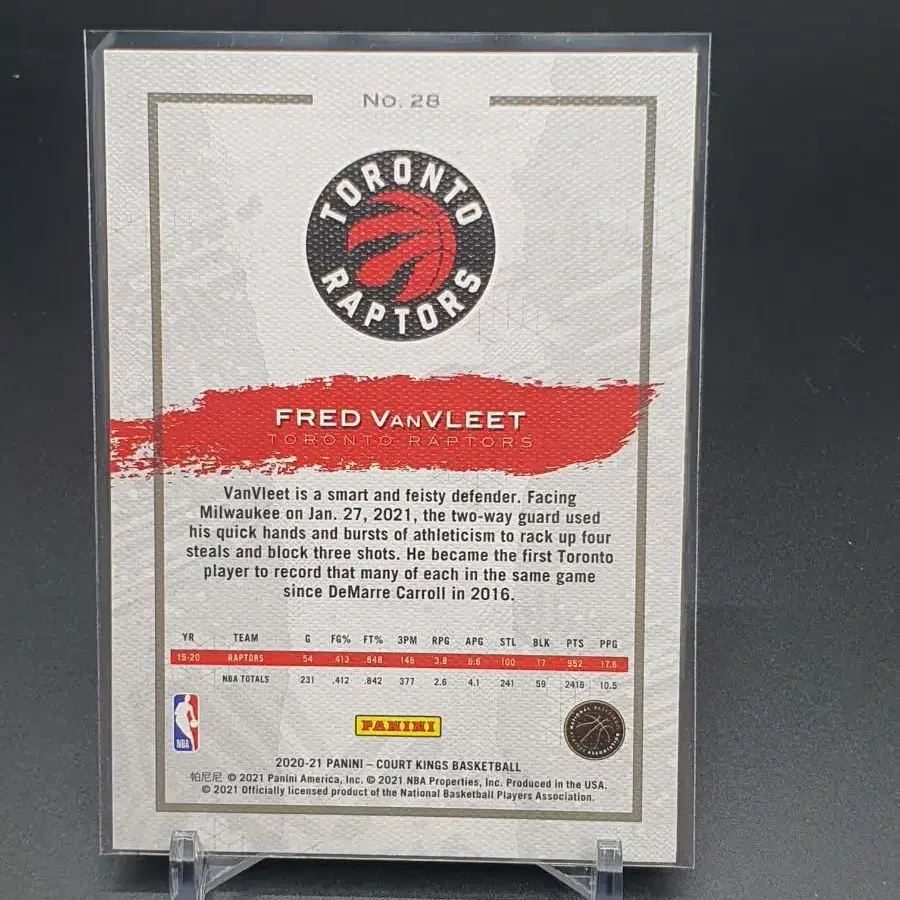 No. 28
TORONTO
RAPTORS
FRED VANVLEET
TORONTO RAPTORS
VanVleet is a smart and feisty defender. Facing
Milwaukee on Jan. 27, 2021, the two-way guard used
his quick hands and bursts of athleticism to rack up four
steals and block three shots. He became the first Toronto
player to record that many of each in the same game
since DeMarre Carroll in 2016.
YR TEAM G FG% FT% 3PM RPG APG STL BLK PTS PPG
19-20 RAPTORS 54 .413 .848 146 3.8 6.6 100 17 952 17.6
NBA TOTALS 231 .412 .842 377 2.6 4.1 241 59 2416 10.5
NBA
PANINI
NATIONAL BASKETBALL
PLAYERS ASSOCIATION
2020-21 PANINI – COURT KINGS BASKETBALL
帕尼尼 © 2021 Panini America, Inc. © 2021 NBA Properties, Inc. Produced in the USA.
© 2021 Officially licensed product of the National Basketball Players Association.